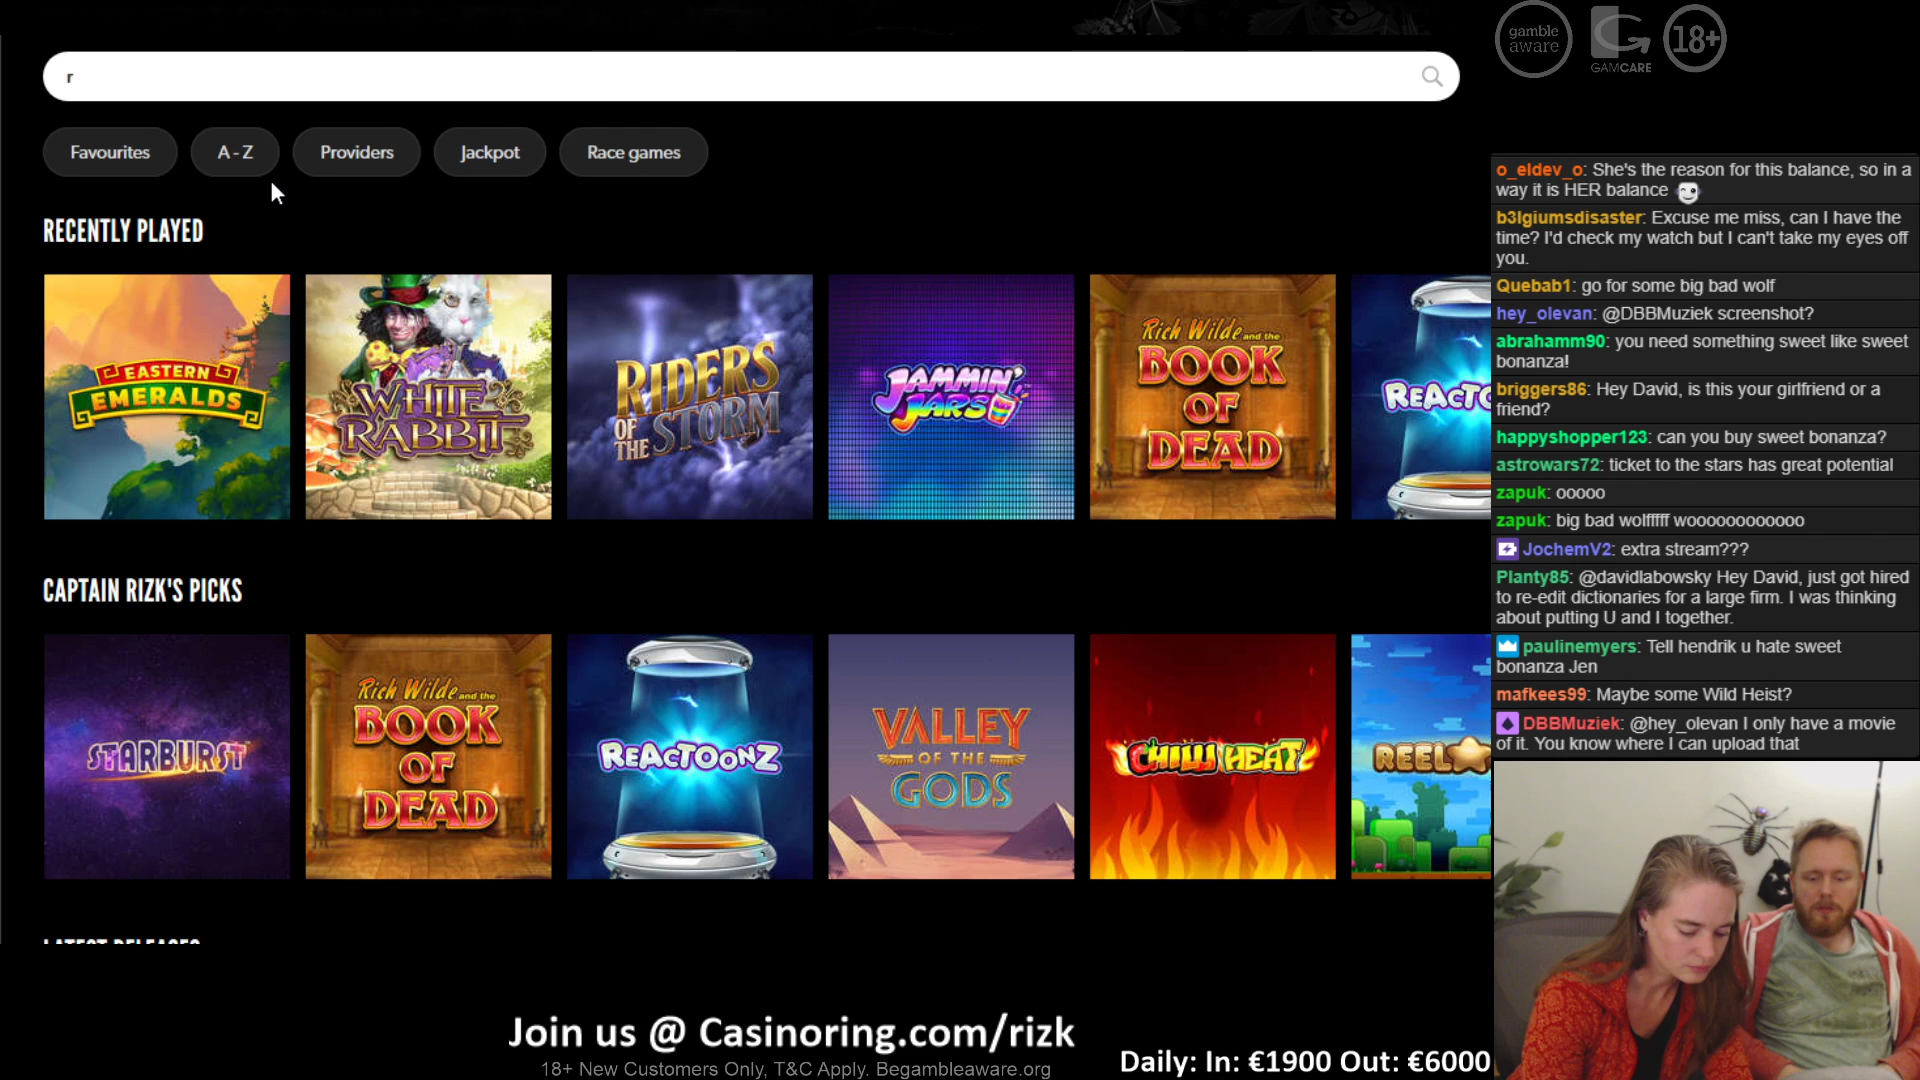 r
Favourites
A - Z
Providers
Jackpot
Race games
RECENTLY PLAYED
EASTERN
EMERALDS
WHITE
RABBIT
RIDERS
OF
THE STORM
JAMMIN'
JARS
Rich Wilde and the
BOOK
OF
DEAD
REACTO
CAPTAIN RIZK'S PICKS
STARBURST
Rich Wilde and the
BOOK
OF
DEAD
REACTOONZ
VALLEY
OF THE
GODS
CHILLI HEAT
REEL
LATEST RELEASES
Join us @ Casinoring.com/rizk
18+ New Customers Only, T&C Apply. Begambleaware.org
Daily: In: €1900 Out: €6000
gamble
aware
GAMCARE
18+
o_eldev_o: She's the reason for this balance, so in a
way it is HER balance
b3lgiumsdisaster: Excuse me miss, can I have the
time? I'd check my watch but I can't take my eyes off
you.
Quebab1: go for some big bad wolf
hey_olevan: @DBBMuziek screenshot?
abrahamm90: you need something sweet like sweet
bonanza!
briggers86: Hey David, is this your girlfriend or a
friend?
happyshopper123: can you buy sweet bonanza?
astrowars72: ticket to the stars has great potential
zapuk: ooooo
zapuk: big bad wolfffff woooooooooooo
JochemV2: extra stream???
Planty85: @davidlabowsky Hey David, just got hired
to re-edit dictionaries for a large firm. I was thinking
about putting U and I together.
paulinemyers: Tell hendrik u hate sweet
bonanza Jen
mafkees99: Maybe some Wild Heist?
DBBMuziek: @hey_olevan I only have a movie
of it. You know where I can upload that